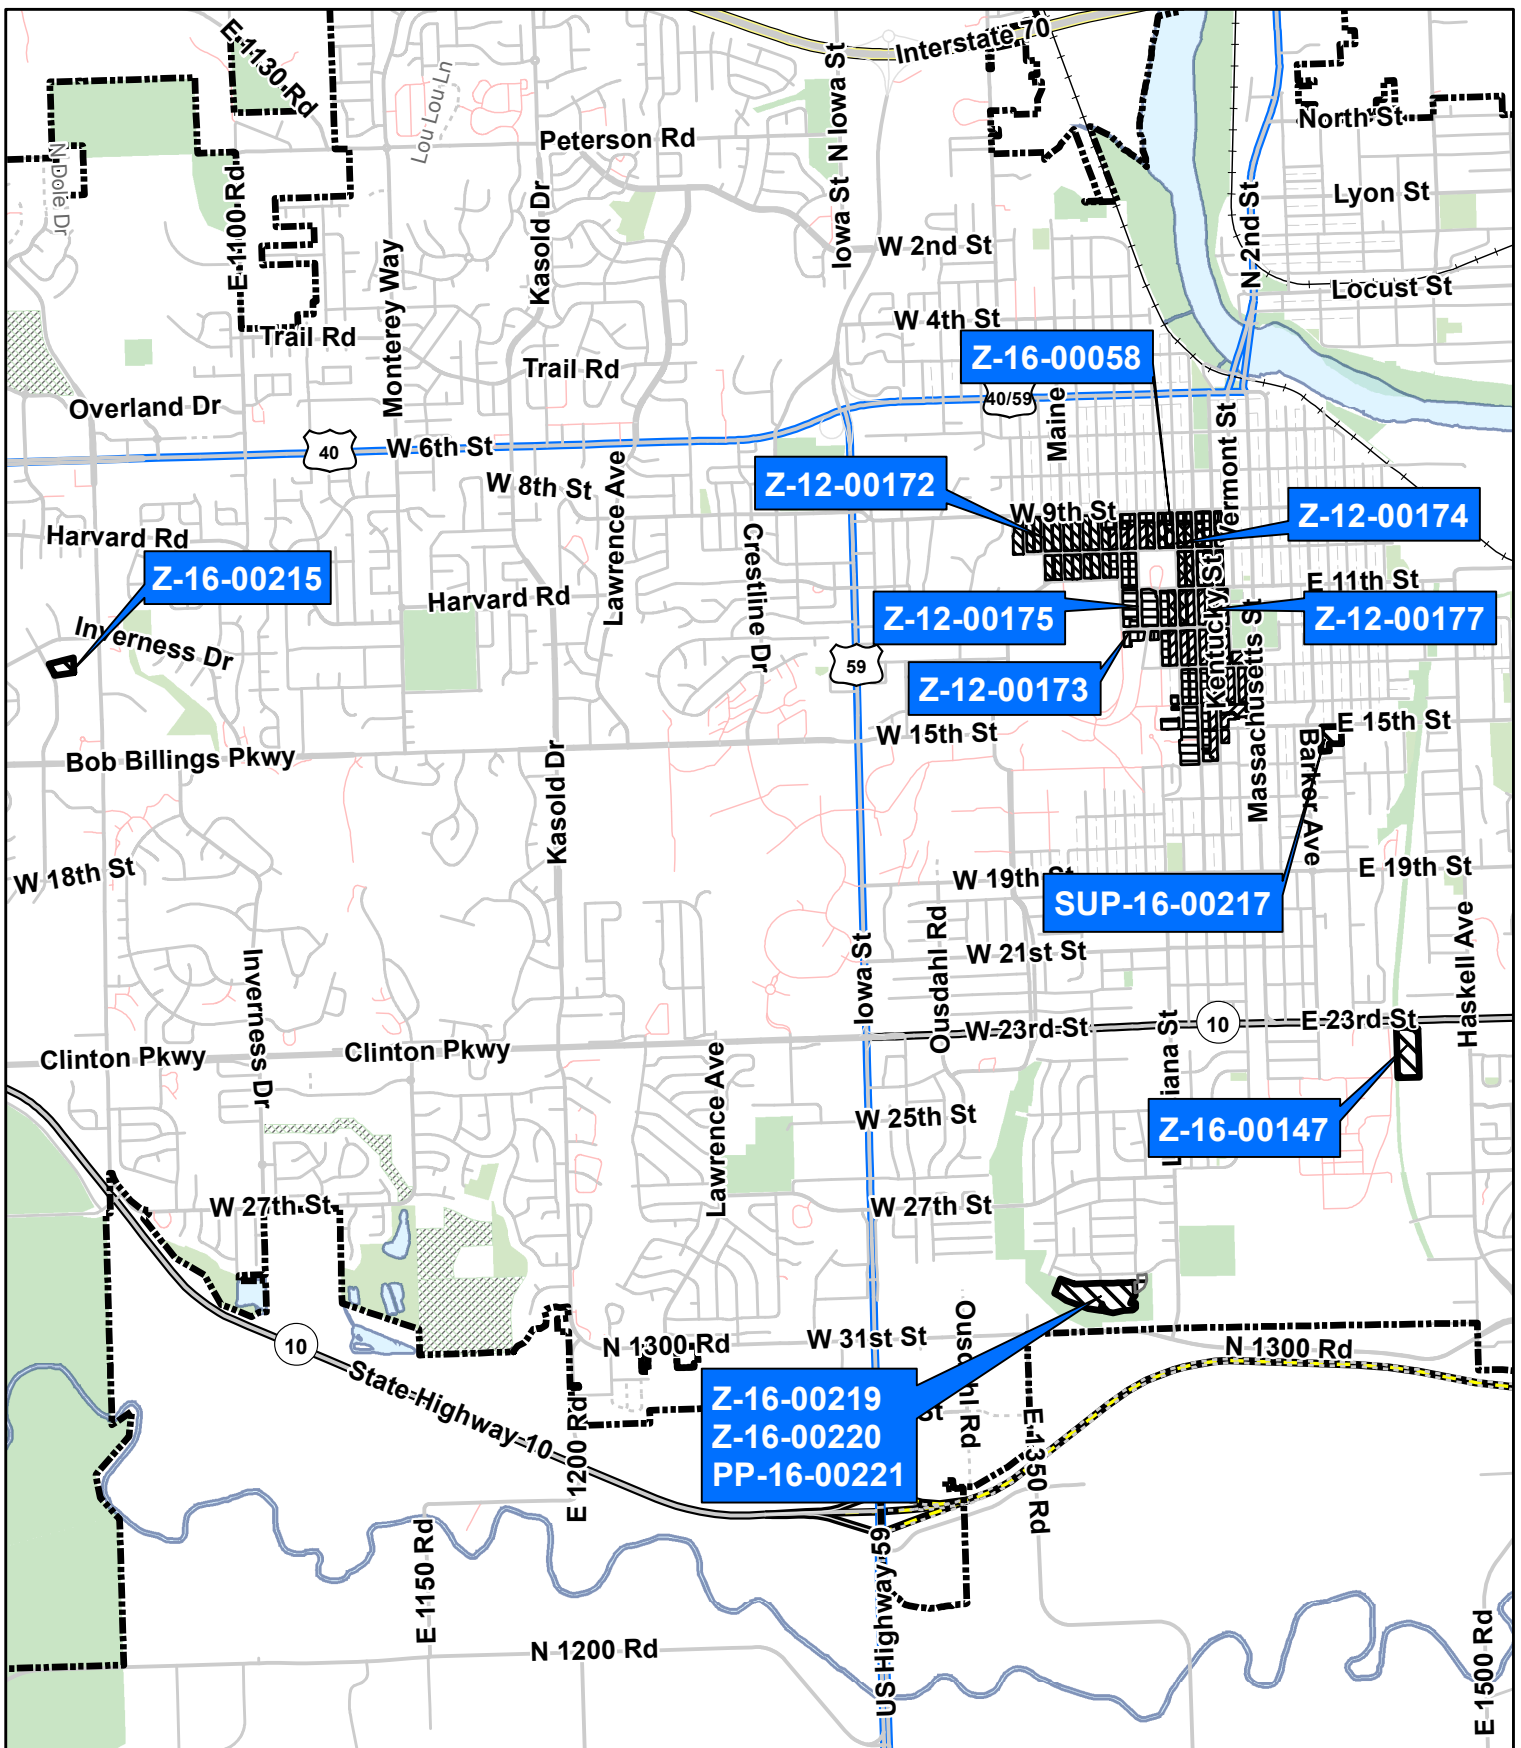 E 1130 Rd
Interstate 70
Lou Lou Ln
N Iowa St
North St
Peterson Rd
N Dole Dr
E 1100 Rd
Kasold Dr
Iowa St
Lyon St
W 2nd St
N 2nd St
Monterey Way
Locust St
W 4th St
Trail Rd
Z-16-00058
Trail Rd
Overland Dr
40/59
Maine
40
W 6th St
Vermont St
W 8th St
Lawrence Ave
Z-12-00172
W 9th St
Z-12-00174
Harvard Rd
Crestline Dr
Z-16-00215
Harvard Rd
E 11th St
Z-12-00175
Kentucky St
Z-12-00177
Inverness Dr
59
Z-12-00173
Massachusetts St
E 15th St
W 15th St
Bob Billings Pkwy
Kasold Dr
Barker Ave
W 18th St
W 19th St
E 19th St
SUP-16-00217
Ousdahl Rd
Haskell Ave
Inverness Dr
Iowa St
W 21st St
10
E 23rd St
W 23rd St
Clinton Pkwy
Clinton Pkwy
Lawrence Ave
iana St
W 25th St
Z-16-00147
W 27th St
W 27th St
10
N 1300 Rd
W 31st St
N 1300 Rd
State Highway 10
Z-16-00219
Z-16-00220
PP-16-00221
St
E 1200 Rd
E 1350 Rd
E 1150 Rd
US Highway 59
N 1200 Rd
E 1500 Rd